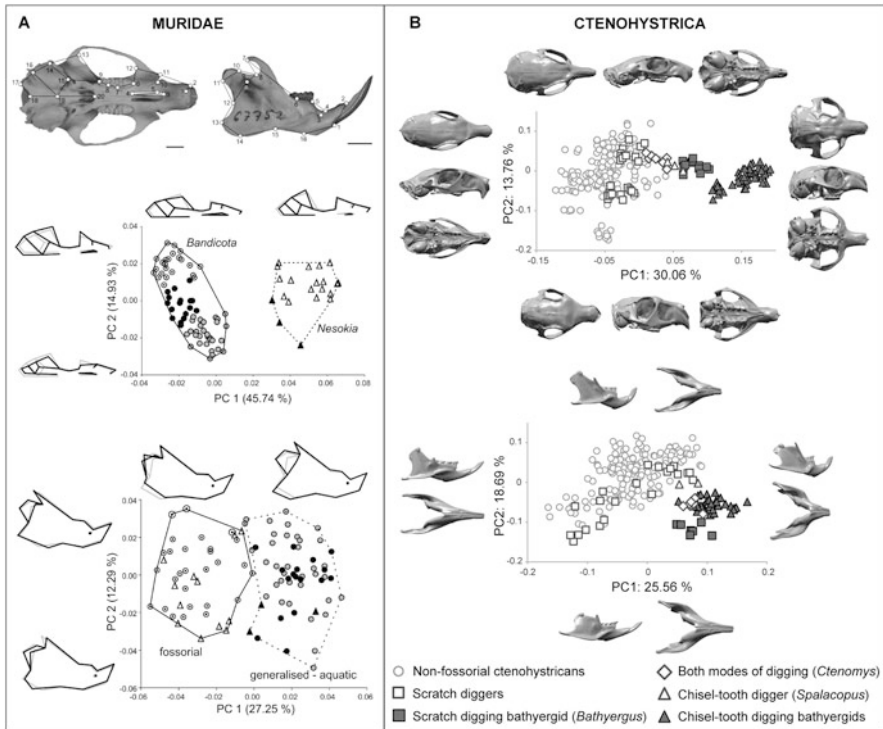 A
MURIDAE
67752
Bandicota
Nesokia
PC 2 (14.93 %)
0.04
0.02
0.00
-0.02
-0.04
-0.04 -0.02 0.00 0.02 0.04 0.06 0.08
PC 1 (45.74 %)
PC 2 (12.29 %)
0.04
0.02
0.00
-0.02
-0.04
-0.06
fossorial
generalised - aquatic
-0.06 -0.04 -0.02 0.00 0.02 0.04 0.06
PC 1 (27.25 %)
B
CTENOHYSTRICA
PC2: 13.76 %
0.1
0
-0.1
-0.2
-0.15 -0.05 0.05 0.15
PC1: 30.06 %
PC2: 18.69 %
0.1
0
-0.1
-0.2
-0.2 -0.1 0 0.1 0.2
PC1: 25.56 %
Non-fossorial ctenohystricans
Scratch diggers
Scratch digging bathyergid (Bathyergus)
Both modes of digging (Ctenomys)
Chisel-tooth digger (Spalacopus)
Chisel-tooth digging bathyergids